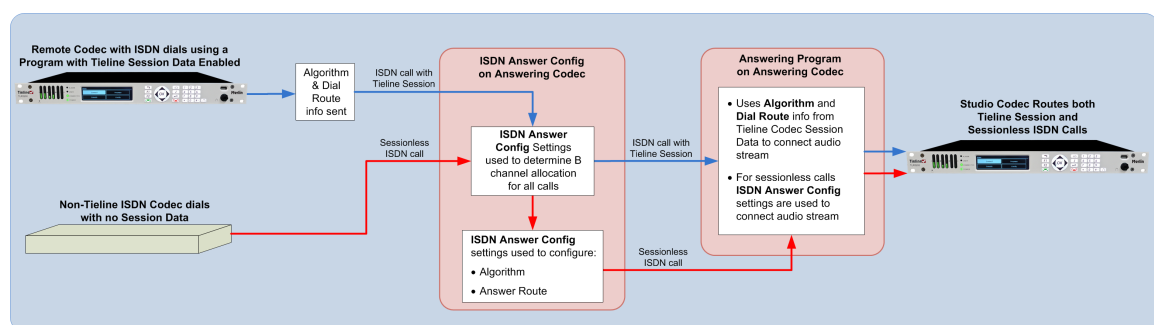 Remote Codec with ISDN dials using a
Program with Tieline Session Data Enabled
Tieline
Merlin
Algorithm
& Dial
Route
info sent
ISDN call with
Tieline Session
Sessionless
ISDN call
Non-Tieline ISDN Codec dials
with no Session Data
ISDN Answer Config
on Answering Codec
ISDN Answer
Config Settings
used to determine B
channel allocation
for all calls
ISDN Answer Config
settings used to configure:
• Algorithm
• Answer Route
ISDN call with
Tieline Session
Sessionless
ISDN call
Answering Program
on Answering Codec
• Uses Algorithm and
Dial Route info from
Tieline Codec Session
Data to connect audio
stream
• For sessionless calls
ISDN Answer Config
settings are used to
connect audio stream
Studio Codec Routes both
Tieline Session and
Sessionless ISDN Calls
Tieline
Merlin